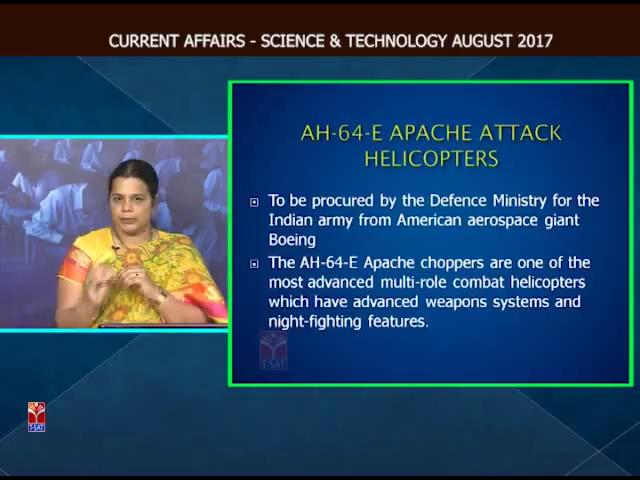 CURRENT AFFAIRS - SCIENCE & TECHNOLOGY AUGUST 2017
AH-64-E APACHE ATTACK
HELICOPTERS
To be procured by the Defence Ministry for the
Indian army from American aerospace giant
Boeing
The AH-64-E Apache choppers are one of the
most advanced multi-role combat helicopters
which have advanced weapons systems and
night-fighting features.
T-SAT
T-SAT